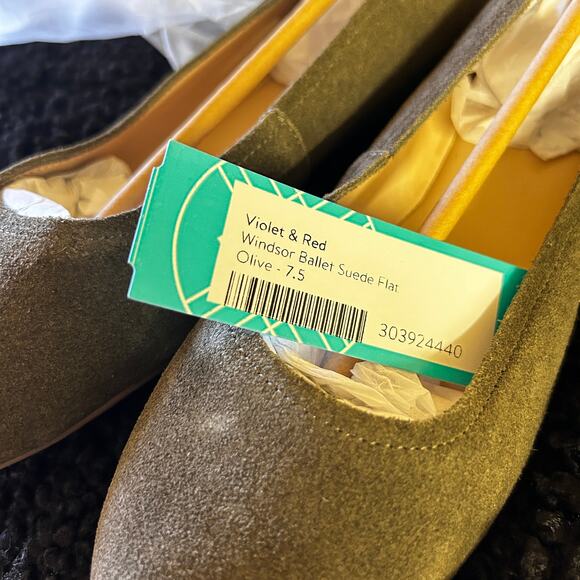 Violet & Red
Windsor Ballet Suede Flat
Olive - 7.5
303924440